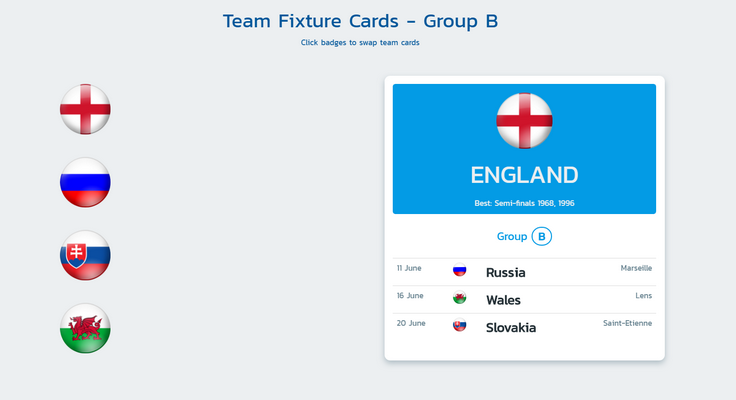 Team Fixture Cards - Group B
Click badges to swap team cards
ENGLAND
Best: Semi-finals 1968, 1996
Group B
11 June Russia Marseille
16 June Wales Lens
20 June Slovakia Saint-Etienne